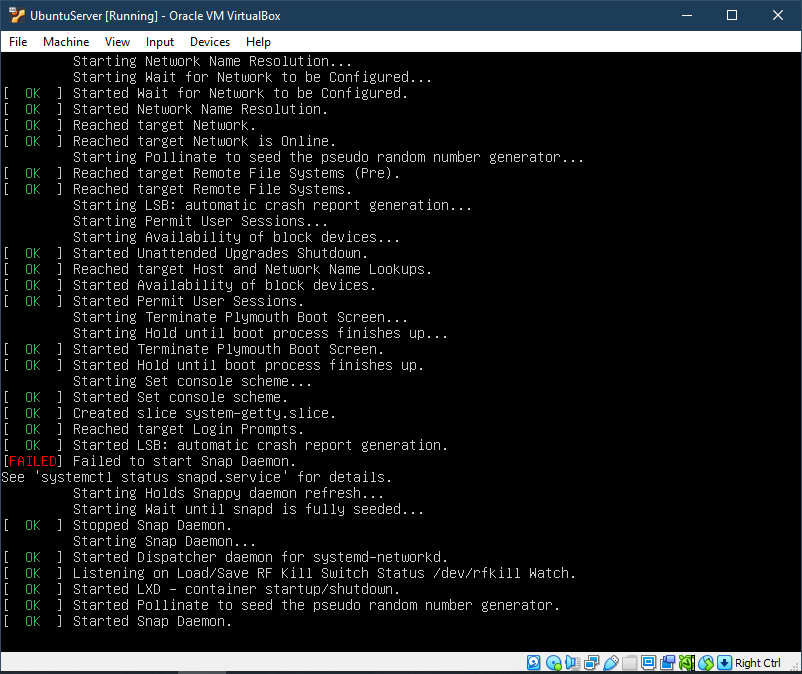 UbuntuServer [Running] - Oracle VM VirtualBox
File Machine View Input Devices Help
Starting Network Name Resolution...
Starting Wait for Network to be Configured...
[ OK ] Started Wait for Network to be Configured.
[ OK ] Started Network Name Resolution.
[ OK ] Reached target Network.
[ OK ] Reached target Network is Online.
Starting Pollinate to seed the pseudo random number generator...
[ OK ] Reached target Remote File Systems (Pre).
[ OK ] Reached target Remote File Systems.
Starting LSB: automatic crash report generation...
Starting Permit User Sessions...
Starting Availability of block devices...
[ OK ] Started Unattended Upgrades Shutdown.
[ OK ] Reached target Host and Network Name Lookups.
[ OK ] Started Availability of block devices.
[ OK ] Started Permit User Sessions.
Starting Terminate Plymouth Boot Screen...
Starting Hold until boot process finishes up...
[ OK ] Started Terminate Plymouth Boot Screen.
[ OK ] Started Hold until boot process finishes up.
Starting Set console scheme...
[ OK ] Started Set console scheme.
[ OK ] Created slice system-getty.slice.
[ OK ] Reached target Login Prompts.
[ OK ] Started LSB: automatic crash report generation.
[FAILED] Failed to start Snap Daemon.
See 'systemctl status snapd.service' for details.
Starting Holds Snappy daemon refresh...
Starting Wait until snapd is fully seeded...
[ OK ] Stopped Snap Daemon.
Starting Snap Daemon...
[ OK ] Started Dispatcher daemon for systemd-networkd.
[ OK ] Listening on Load/Save RF Kill Switch Status /dev/rfkill Watch.
[ OK ] Started LXD - container startup/shutdown.
[ OK ] Started Pollinate to seed the pseudo random number generator.
[ OK ] Started Snap Daemon.
Right Ctrl